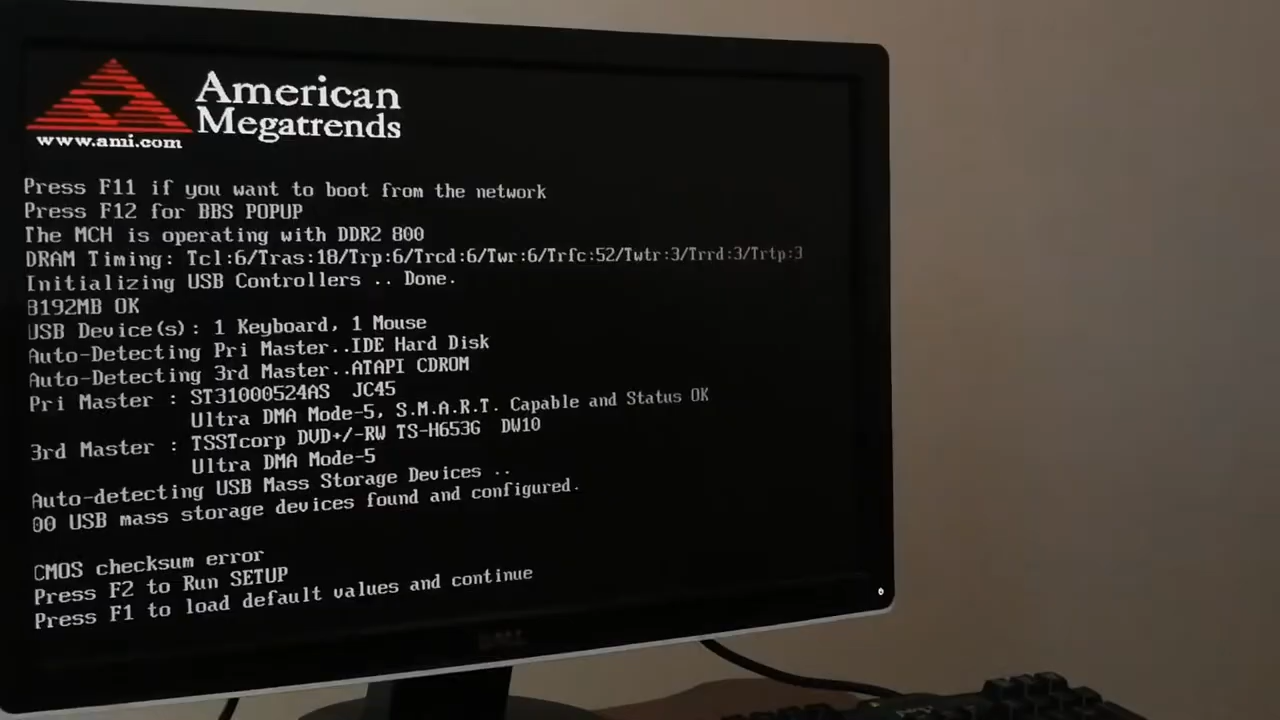 American
Megatrends
www.ami.com
Press F11 if you want to boot from the network
Press F12 for BBS POPUP
The MCH is operating with DDR2 800
DRAM Timing: Tcl:6/Tras:18/Trp:6/Trcd:6/Twr:6/Trfc:52/Twtr:3/Trrd:3/Trtp:3
Initializing USB Controllers .. Done.
8192MB OK
USB Device(s): 1 Keyboard, 1 Mouse
Auto-Detecting Pri Master..IDE Hard Disk
Auto-Detecting 3rd Master..ATAPI CDROM
Pri Master : ST31000524AS JC45
Ultra DMA Mode-5, S.M.A.R.T. Capable and Status OK
3rd Master : TSSTcorp DVD+/-RW TS-H653G DW10
Ultra DMA Mode-5
Auto-detecting USB Mass Storage Devices ..
00 USB mass storage devices found and configured.
CMOS checksum error
Press F2 to Run SETUP
Press F1 to load default values and continue
DELL